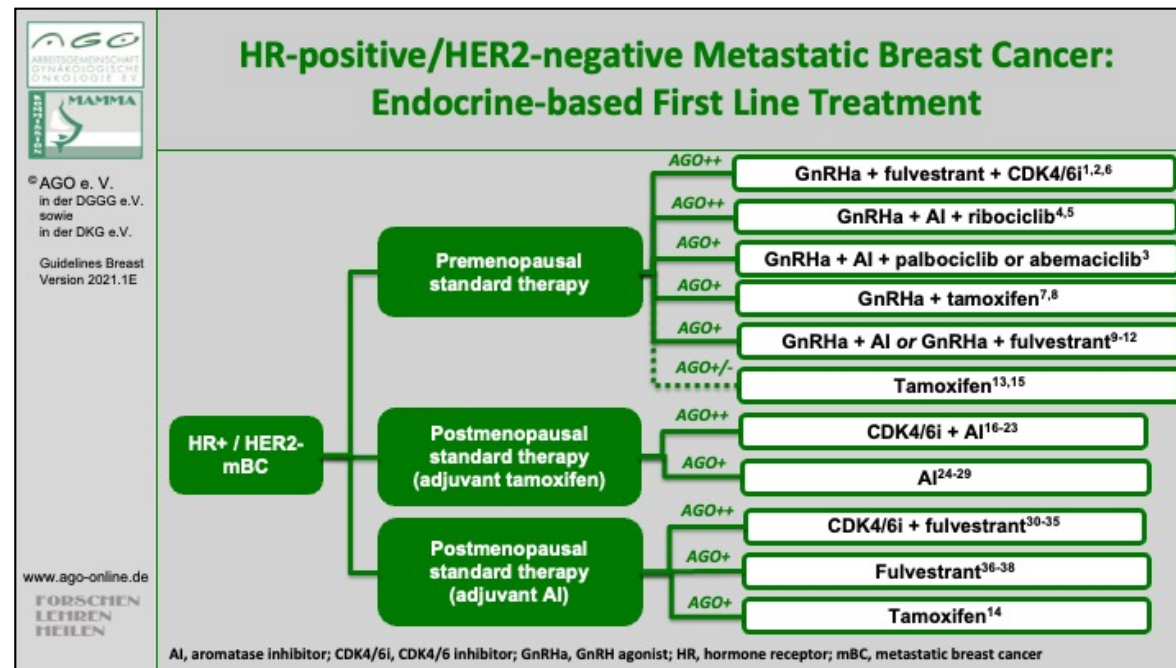 AGO
ARBEITSGEMEINSCHAFT
GYNÄKOLOGISCHE
ONKOLOGIE E.V.
KOMMISSION
MAMMA
© AGO e. V.
in der DGGG e.V.
sowie
in der DKG e.V.
Guidelines Breast
Version 2021.1E
www.ago-online.de
FORSCHEN
LEHREN
HEILEN
HR-positive/HER2-negative Metastatic Breast Cancer:
Endocrine-based First Line Treatment
HR+ / HER2-
mBC
Premenopausal
standard therapy
AGO++
GnRHa + fulvestrant + CDK4/6i1,2,6
AGO++
GnRHa + AI + ribociclib4,5
AGO+
GnRHa + AI + palbociclib or abemaciclib3
AGO+
GnRHa + tamoxifen7,8
AGO+
GnRHa + AI or GnRHa + fulvestrant9-12
AGO+/-
Tamoxifen13,15
Postmenopausal
standard therapy
(adjuvant tamoxifen)
AGO++
CDK4/6i + AI16-23
AGO+
AI24-29
Postmenopausal
standard therapy
(adjuvant AI)
AGO++
CDK4/6i + fulvestrant30-35
AGO+
Fulvestrant36-38
AGO+
Tamoxifen14
AI, aromatase inhibitor; CDK4/6i, CDK4/6 inhibitor; GnRHa, GnRH agonist; HR, hormone receptor; mBC, metastatic breast cancer